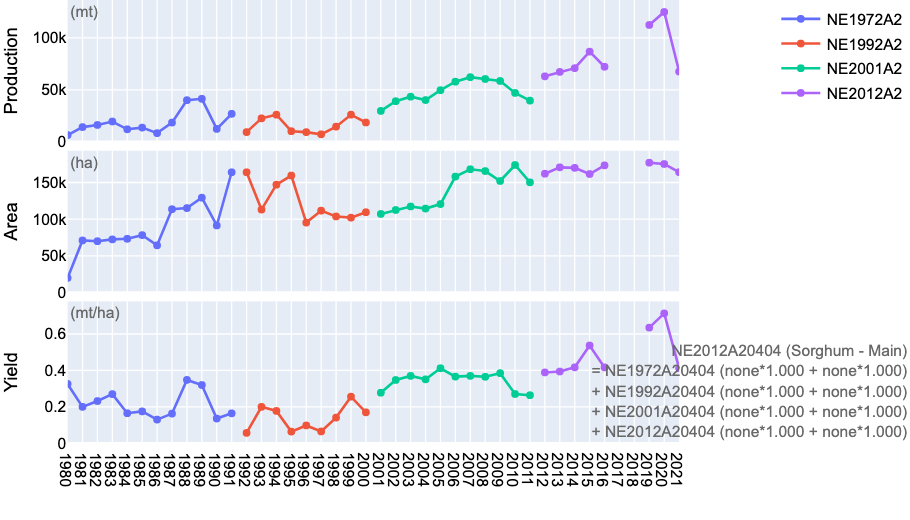 (mt)
Production
100k
50k
0
NE1972A2
NE1992A2
NE2001A2
NE2012A2
(ha)
Area
150k
100k
50k
0
(mt/ha)
Yield
0.6
0.4
0.2
0
NE2012A20404 (Sorghum - Main)
= NE1972A20404 (none*1.000 + none*1.000)
+ NE1992A20404 (none*1.000 + none*1.000)
+ NE2001A20404 (none*1.000 + none*1.000)
+ NE2012A20404 (none*1.000 + none*1.000)
1980
1981
1982
1983
1984
1985
1986
1987
1988
1989
1990
1991
1992
1993
1994
1995
1996
1997
1998
1999
2000
2001
2002
2003
2004
2005
2006
2007
2008
2009
2010
2011
2012
2013
2014
2015
2016
2018
2019
2020
2021